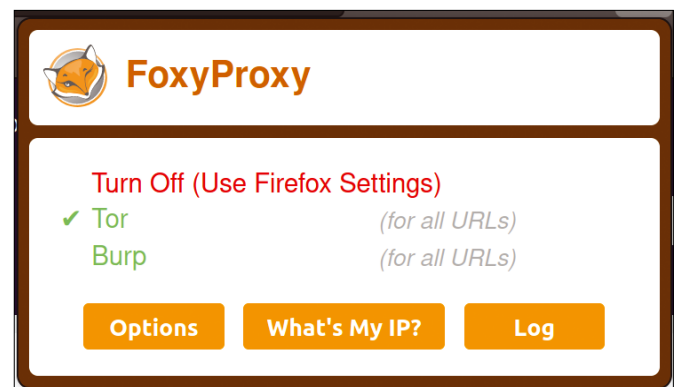 FoxyProxy
Turn Off (Use Firefox Settings)
✔ Tor (for all URLs)
Burp (for all URLs)
Options What's My IP? Log